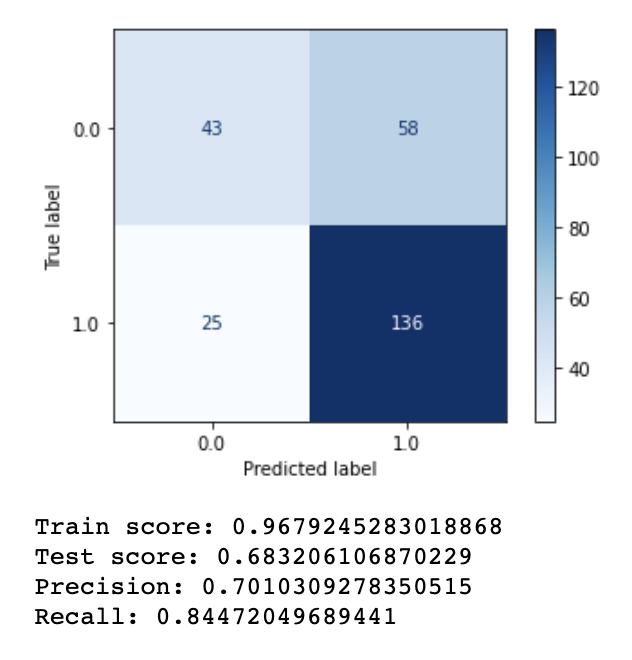 120
0.0
43
58
100
True label
80
60
1.0
25
136
40
0.0
1.0
Predicted label
Train score: 0.9679245283018868
Test score: 0.683206106870229
Precision: 0.7010309278350515
Recall: 0.84472049689441